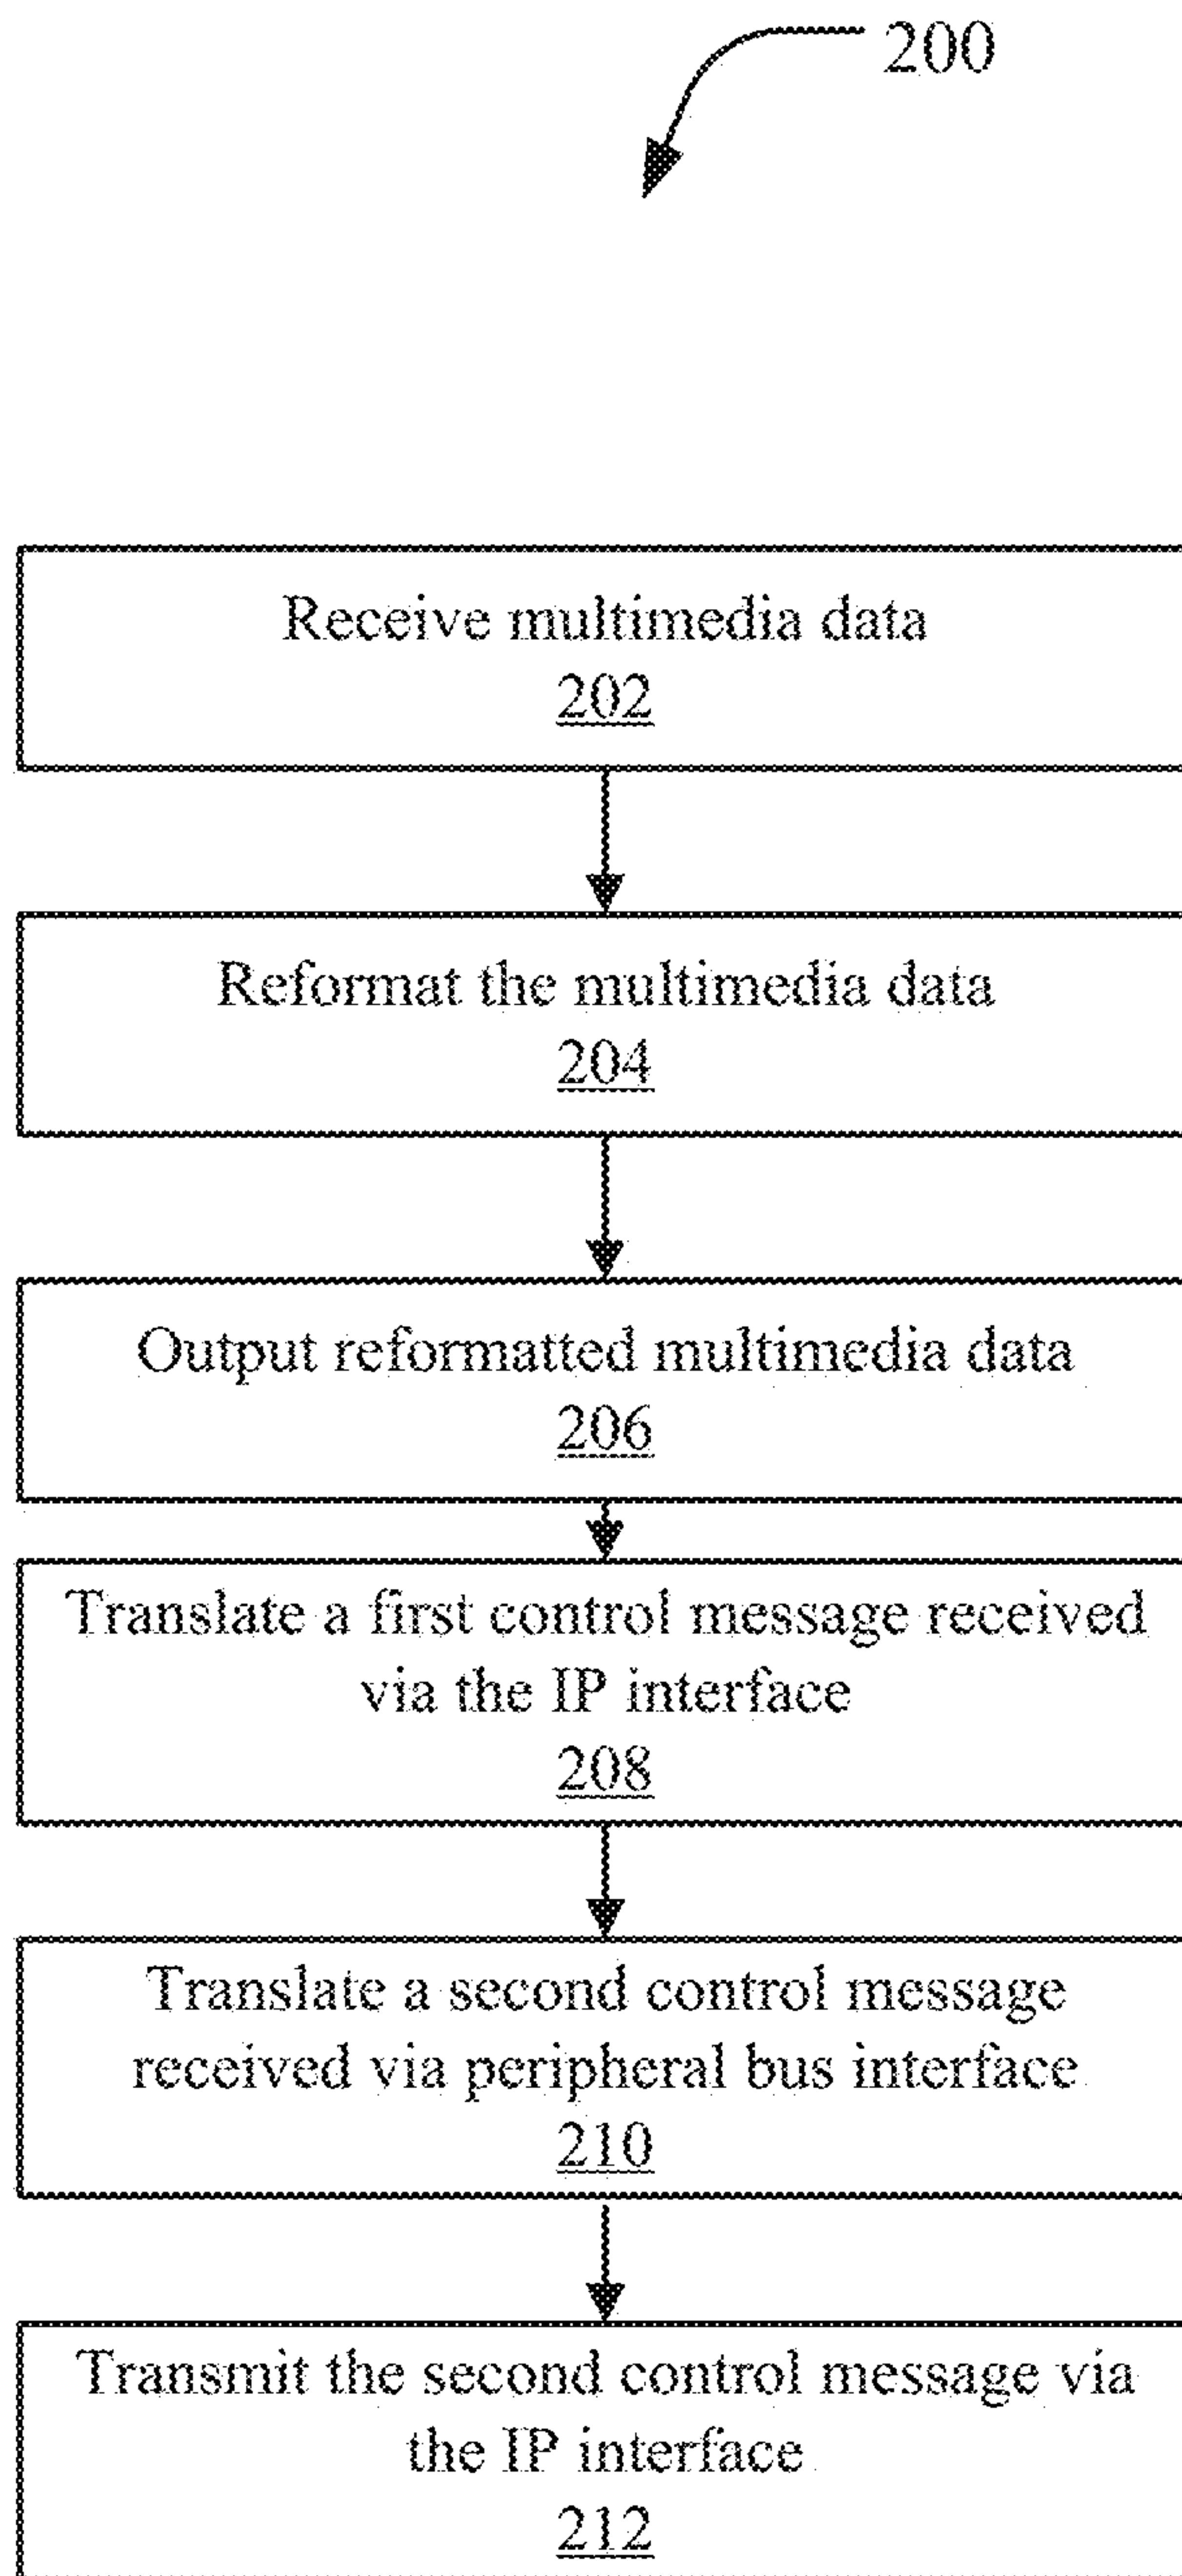 200
Receive multimedia data
202
Reformat the multimedia data
204
Output reformatted multimedia data
206
Translate a first control message received
via the IP interface
208
Translate a second control message
received via peripheral bus interface
210
Transmit the second control message via
the IP interface
212